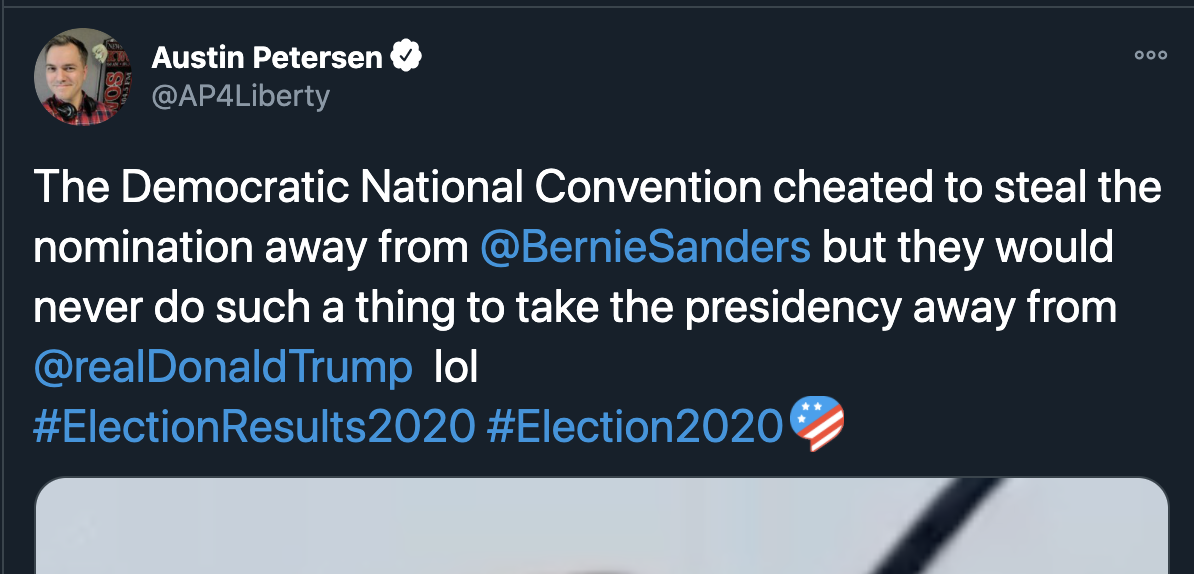 Austin Petersen
@AP4Liberty
The Democratic National Convention cheated to steal the
nomination away from @BernieSanders but they would
never do such a thing to take the presidency away from
@realDonaldTrump lol
#ElectionResults2020 #Election2020